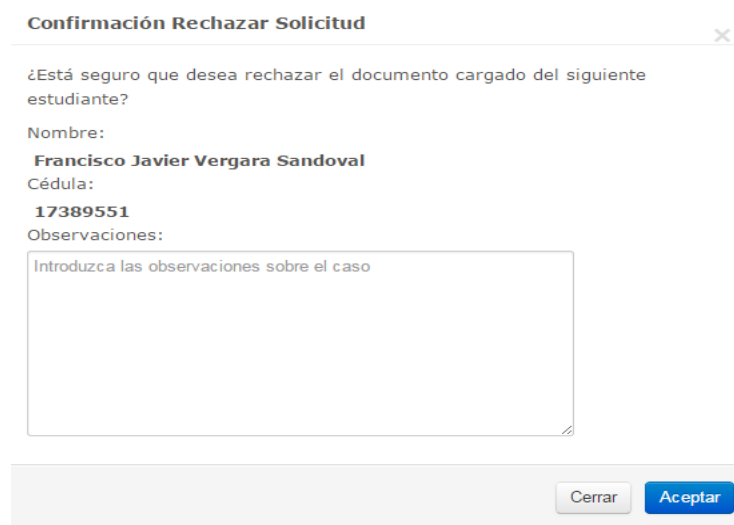 Confirmación Rechazar Solicitud
¿Está seguro que desea rechazar el documento cargado del siguiente
estudiante?
Nombre:
Francisco Javier Vergara Sandoval
Cédula:
17389551
Observaciones:
Introduzca las observaciones sobre el caso
Cerrar Aceptar